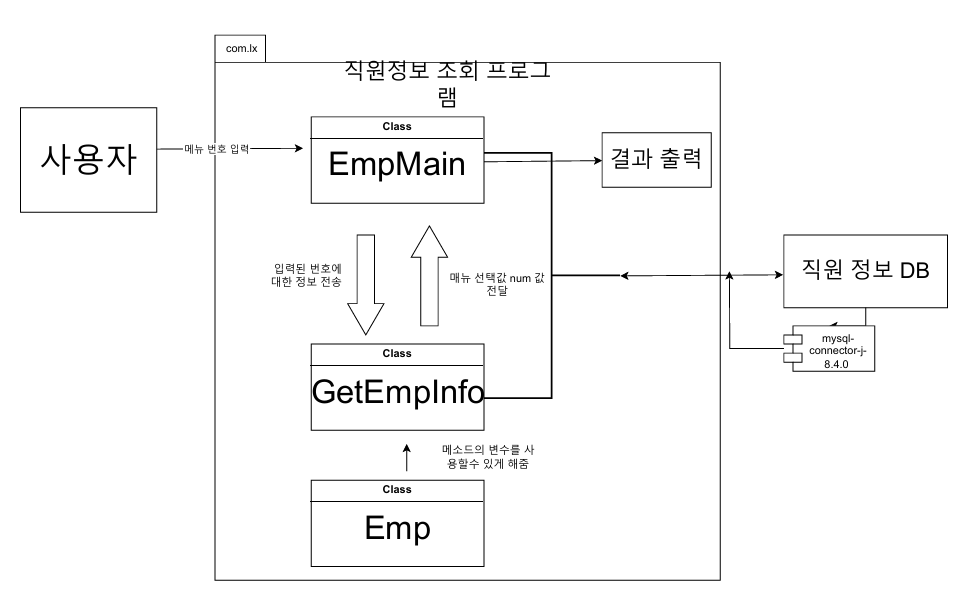 com.lx
직원정보 조회 프로그
램
Class
EmpMain
사용자
메뉴 번호 입력
결과 출력
입력된 번호에
대한 정보 전송
매뉴 선택값 num 값
전달
직원 정보 DB
mysql-
connector-j-
8.4.0
Class
GetEmpInfo
메소드의 변수를 사
용할수 있게 해줌
Class
Emp